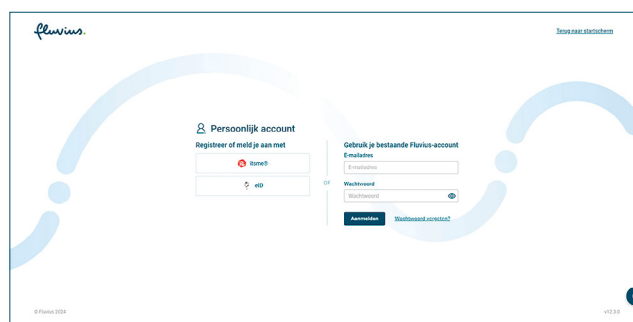 fluvius.
Terug naar startscherm
Persoonlijk account
Registreer of meld je aan met
itsme®
eID
OF
Gebruik je bestaande Fluvius-account
E-mailadres
E-mailadres
Wachtwoord
Wachtwoord
Aanmelden
Wachtwoord vergeten?
© Fluvius 2024
v12.3.0